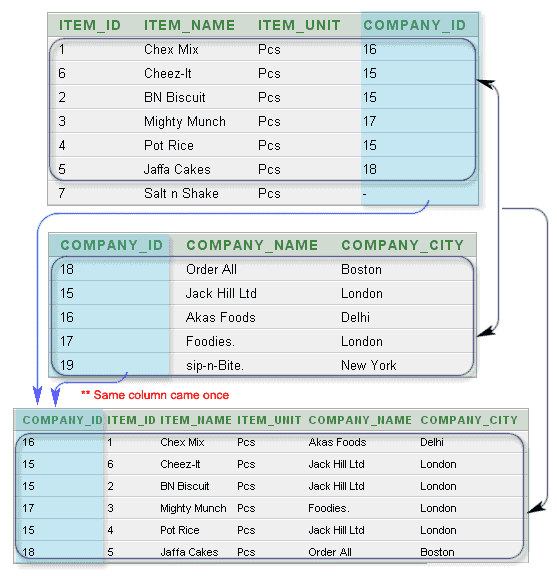 ITEM_ID ITEM_NAME ITEM_UNIT COMPANY_ID
1 Chex Mix Pcs 16
6 Cheez-It Pcs 15
2 BN Biscuit Pcs 15
3 Mighty Munch Pcs 17
4 Pot Rice Pcs 15
5 Jaffa Cakes Pcs 18
7 Salt n Shake Pcs -
COMPANY_ID COMPANY_NAME COMPANY_CITY
18 Order All Boston
15 Jack Hill Ltd London
16 Akas Foods Delhi
17 Foodies. London
19 sip-n-Bite. New York
** Same column came once
COMPANY_ID ITEM_ID ITEM_NAME ITEM_UNIT COMPANY_NAME COMPANY_CITY
16 1 Chex Mix Pcs Akas Foods Delhi
15 6 Cheez-It Pcs Jack Hill Ltd London
15 2 BN Biscuit Pcs Jack Hill Ltd London
17 3 Mighty Munch Pcs Foodies. London
15 4 Pot Rice Pcs Jack Hill Ltd London
18 5 Jaffa Cakes Pcs Order All Boston